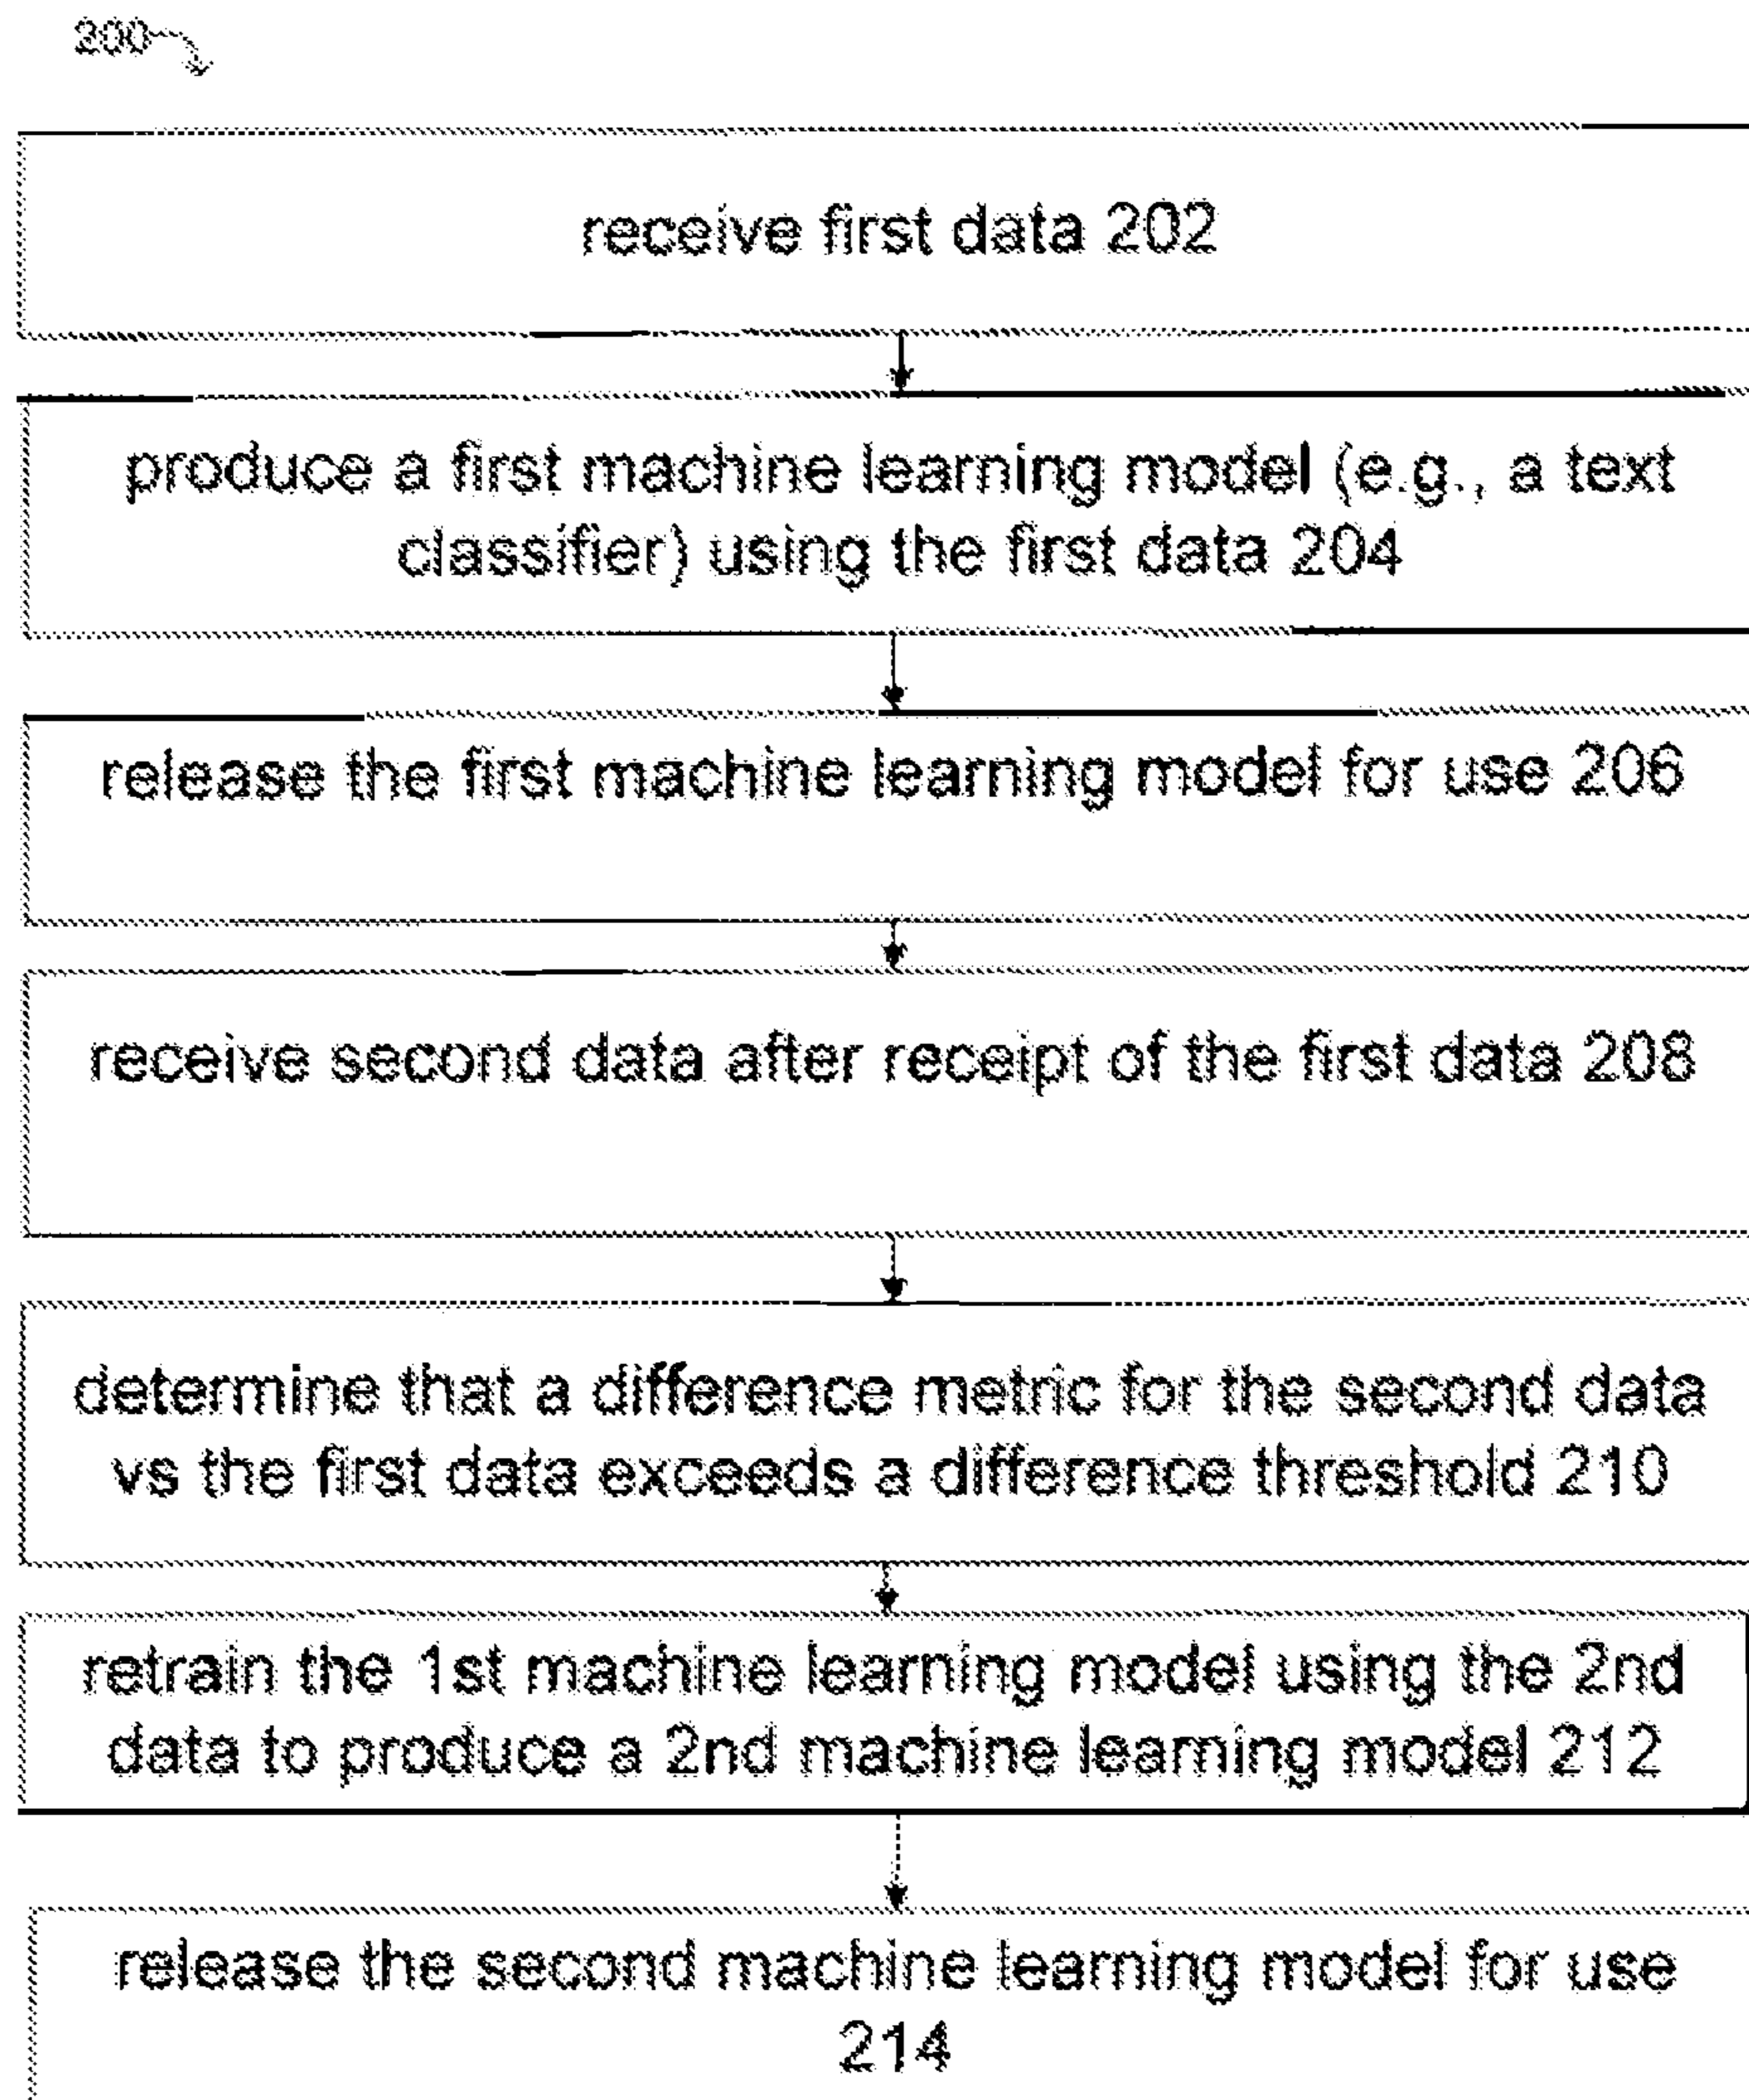 200
receive first data 202
produce a first machine learning model (e.g., a text
classifier) using the first data 204
release the first machine learning model for use 206
receive second data after receipt of the first data 208
determine that a difference metric for the second data
vs the first data exceeds a difference threshold 210
retrain the 1st machine learning model using the 2nd
data to produce a 2nd machine learning model 212
release the second machine learning model for use
214